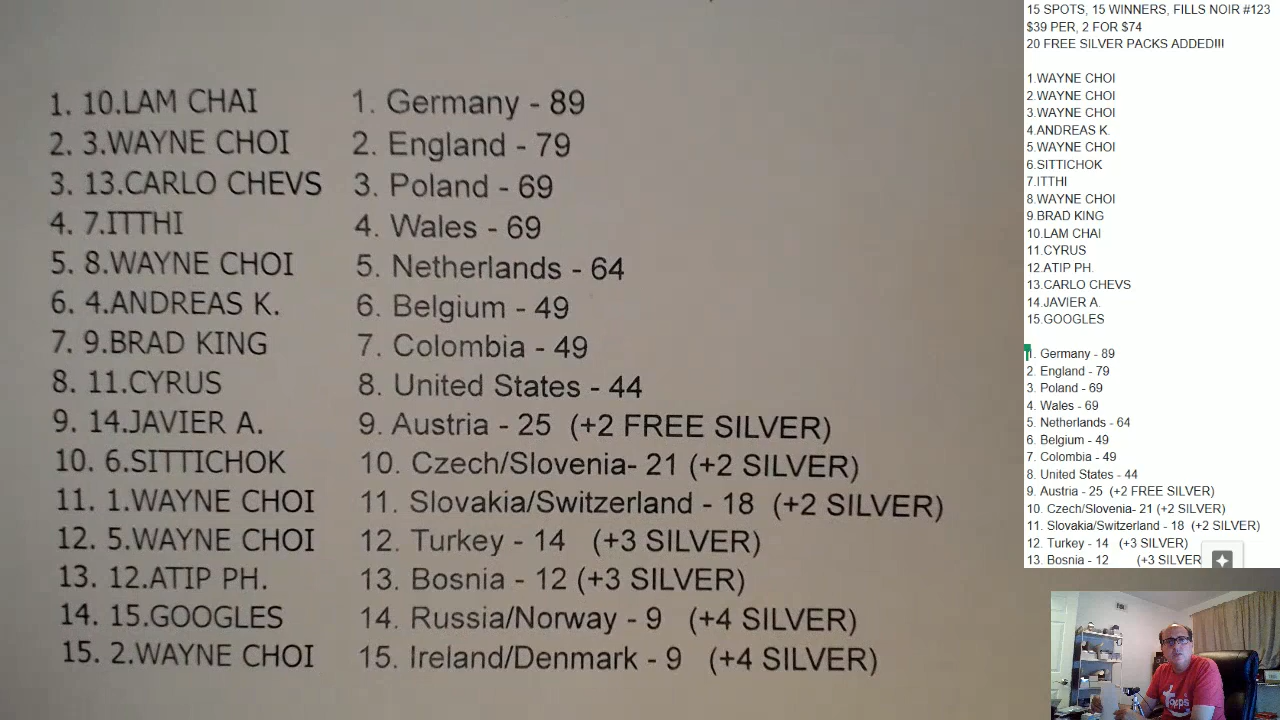 1. 10.LAM CHAI
2. 3.WAYNE CHOI
3. 13.CARLO CHEVS
4. 7.ITTHI
5. 8.WAYNE CHOI
6. 4.ANDREAS K.
7. 9.BRAD KING
8. 11.CYRUS
9. 14.JAVIER A.
10. 6.SITTICHOK
11. 1.WAYNE CHOI
12. 5.WAYNE CHOI
13. 12.ATIP PH.
14. 15.GOOGLES
15. 2.WAYNE CHOI
1. Germany - 89
2. England - 79
3. Poland - 69
4. Wales - 69
5. Netherlands - 64
6. Belgium - 49
7. Colombia - 49
8. United States - 44
9. Austria - 25 (+2 FREE SILVER)
10. Czech/Slovenia- 21 (+2 SILVER)
11. Slovakia/Switzerland - 18 (+2 SILVER)
12. Turkey - 14 (+3 SILVER)
13. Bosnia - 12 (+3 SILVER)
14. Russia/Norway - 9 (+4 SILVER)
15. Ireland/Denmark - 9 (+4 SILVER)
15 SPOTS, 15 WINNERS, FILLS NOIR #123
$39 PER, 2 FOR $74
20 FREE SILVER PACKS ADDED!!!
1.WAYNE CHOI
2.WAYNE CHOI
3.WAYNE CHOI
4.ANDREAS K.
5.WAYNE CHOI
6.SITTICHOK
7.ITTHI
8.WAYNE CHOI
9.BRAD KING
10.LAM CHAI
11.CYRUS
12.ATIP PH.
13.CARLO CHEVS
14.JAVIER A.
15.GOOGLES
1. Germany - 89
2. England - 79
3. Poland - 69
4. Wales - 69
5. Netherlands - 64
6. Belgium - 49
7. Colombia - 49
8. United States - 44
9. Austria - 25 (+2 FREE SILVER)
10. Czech/Slovenia- 21 (+2 SILVER)
11. Slovakia/Switzerland - 18 (+2 SILVER)
12. Turkey - 14 (+3 SILVER)
13. Bosnia - 12 (+3 SILVER
Topps